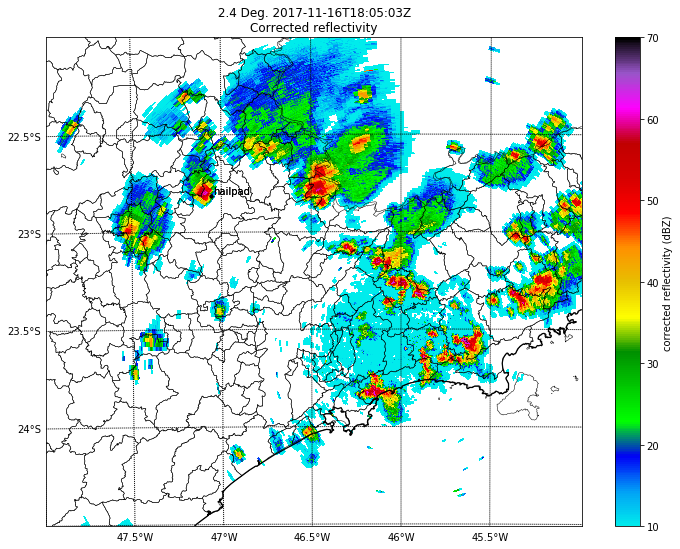 2.4 Deg. 2017-11-16T18:05:03Z
Corrected reflectivity
22.5°S
23°S
23.5°S
24°S
47.5°W
47°W
46.5°W
46°W
45.5°W
hailpad
70
60
50
40
30
20
10
corrected reflectivity (dBZ)